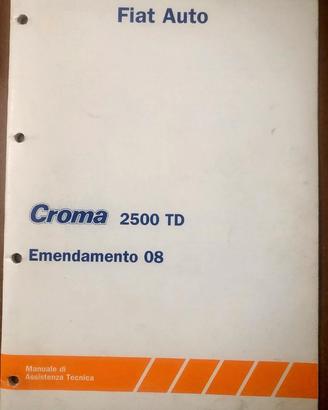 Fiat Auto
Croma 2500 TD
Emendamento 08
Manuale di
Assistenza Tecnica